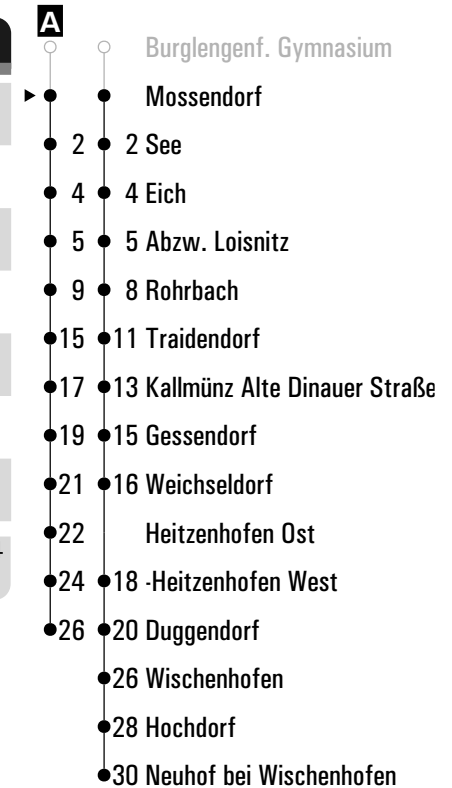 A
Burglengenf. Gymnasium
Mossendorf
2 2 See
4 4 Eich
5 5 Abzw. Loisnitz
9 8 Rohrbach
15 11 Traidendorf
17 13 Kallmünz Alte Dinauer Straße
19 15 Gessendorf
21 16 Weichseldorf
22 Heitzenhofen Ost
24 18 -Heitzenhofen West
26 20 Duggendorf
26 Wischenhofen
28 Hochdorf
30 Neuhof bei Wischenhofen